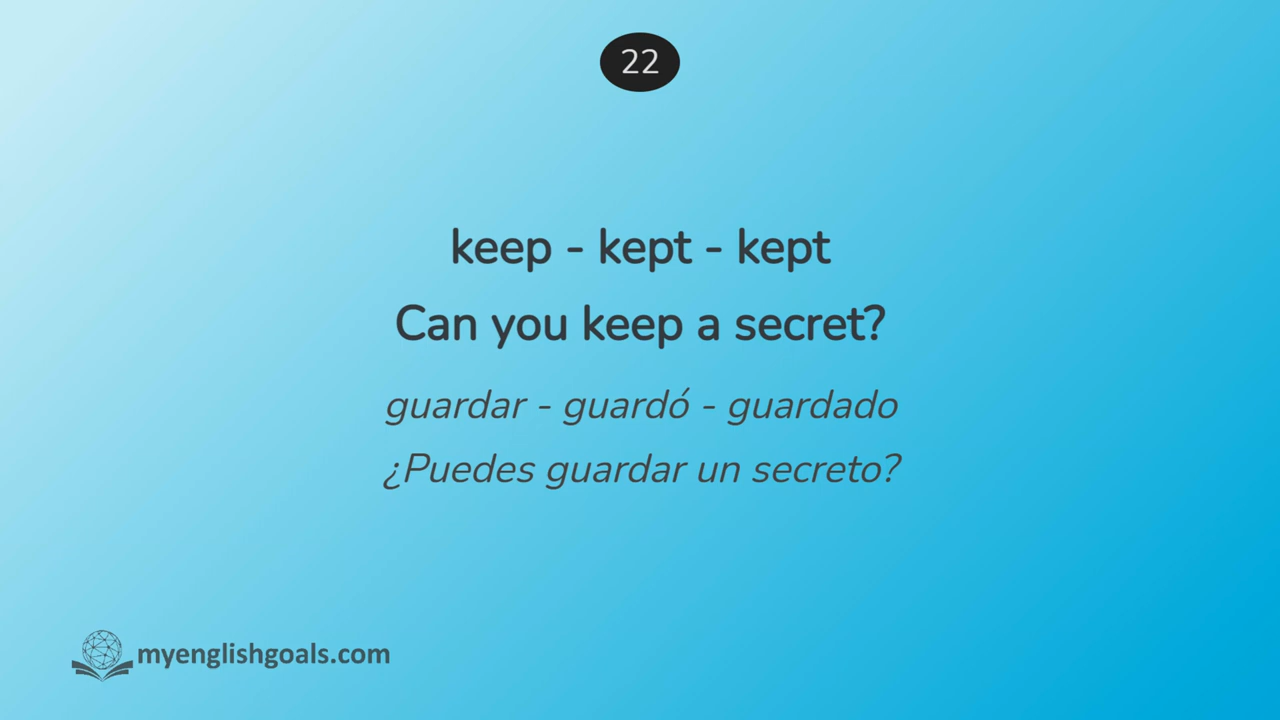 22
keep - kept - kept
Can you keep a secret?
guardar - guardó - guardado
¿Puedes guardar un secreto?
myenglishgoals.com